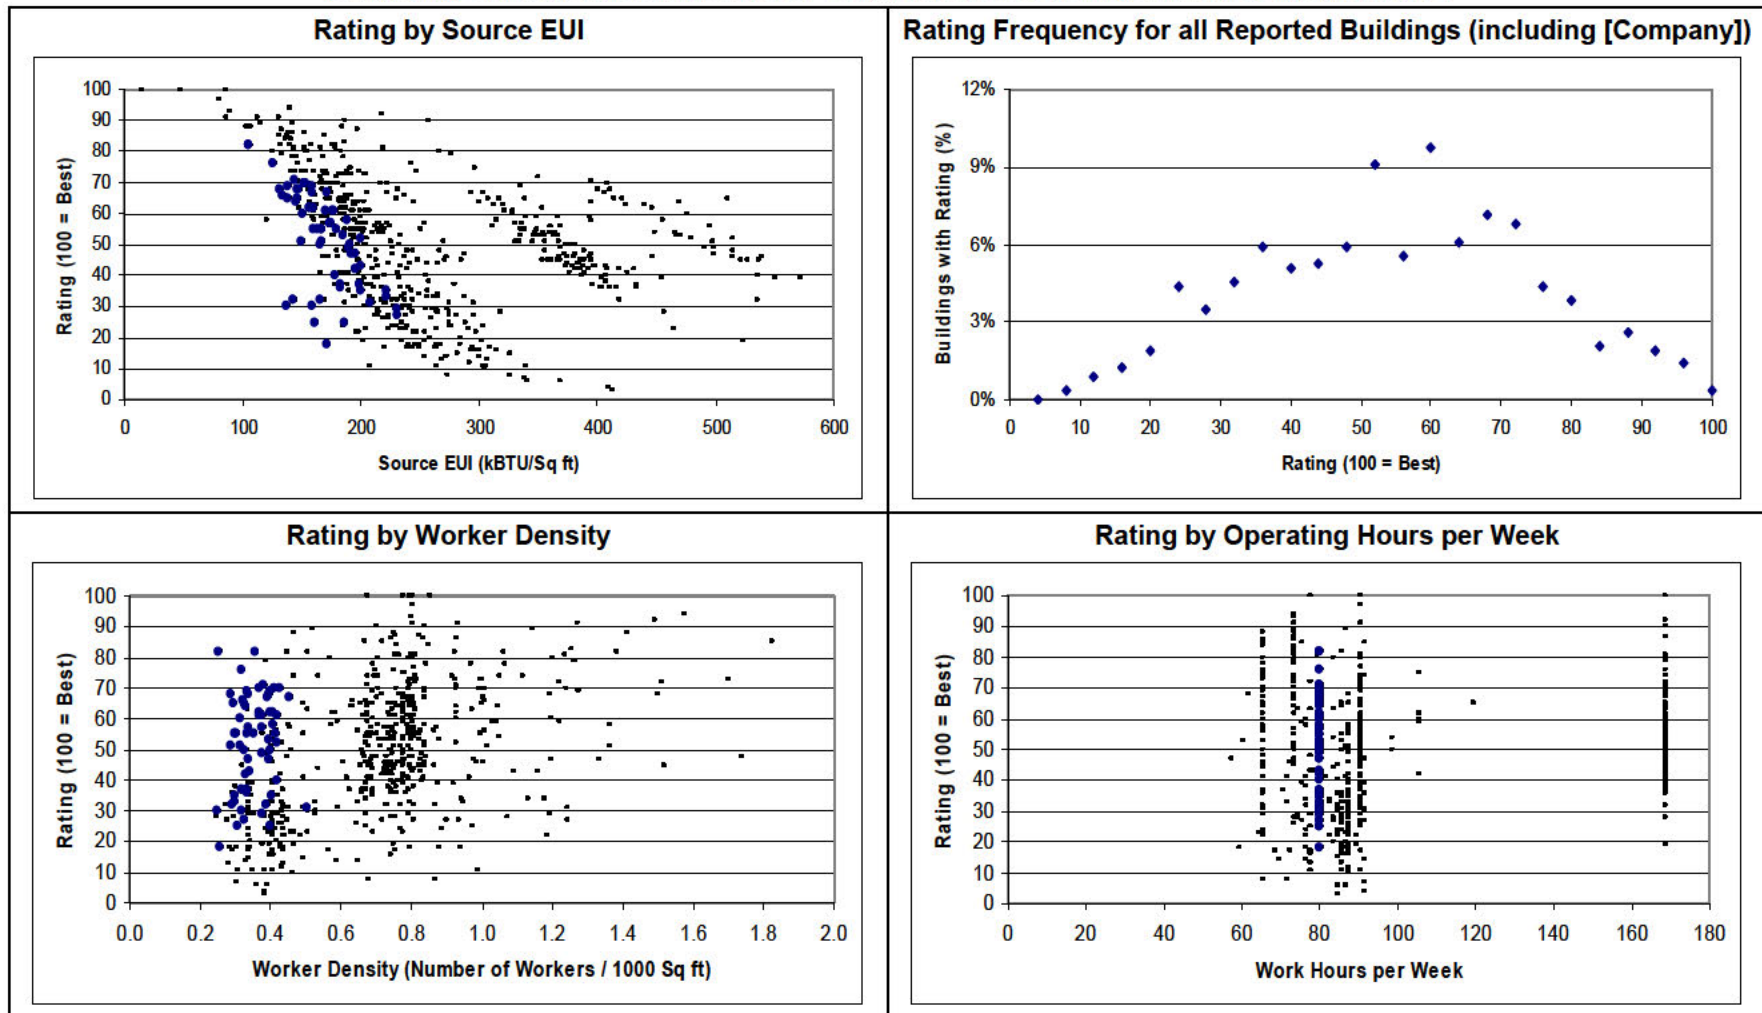 Rating by Source EUI
100
90
80
70
60
50
40
30
20
10
0
Rating (100 = Best)
0 100 200 300 400 500 600
Source EUI (kBTU/Sq ft)
Rating Frequency for all Reported Buildings (including [Company])
12%
9%
6%
3%
0%
Buildings with Rating (%)
0 10 20 30 40 50 60 70 80 90 100
Rating (100 = Best)
Rating by Worker Density
100
90
80
70
60
50
40
30
20
10
0
Rating (100 = Best)
0.0 0.2 0.4 0.6 0.8 1.0 1.2 1.4 1.6 1.8 2.0
Worker Density (Number of Workers / 1000 Sq ft)
Rating by Operating Hours per Week
100
90
80
70
60
50
40
30
20
10
0
Rating (100 = Best)
0 20 40 60 80 100 120 140 160 180
Work Hours per Week